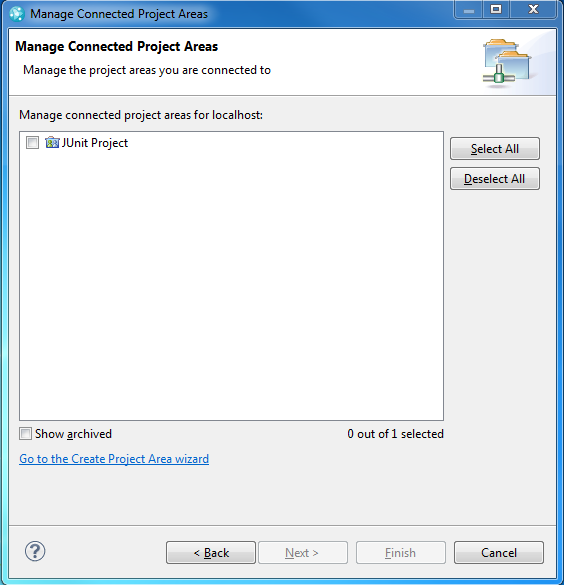 Manage Connected Project Areas
Manage Connected Project Areas
Manage the project areas you are connected to
Manage connected project areas for localhost:
JUnit Project
Select All
Deselect All
Show archived
0 out of 1 selected
Go to the Create Project Area wizard
?
< Back
Next >
Finish
Cancel